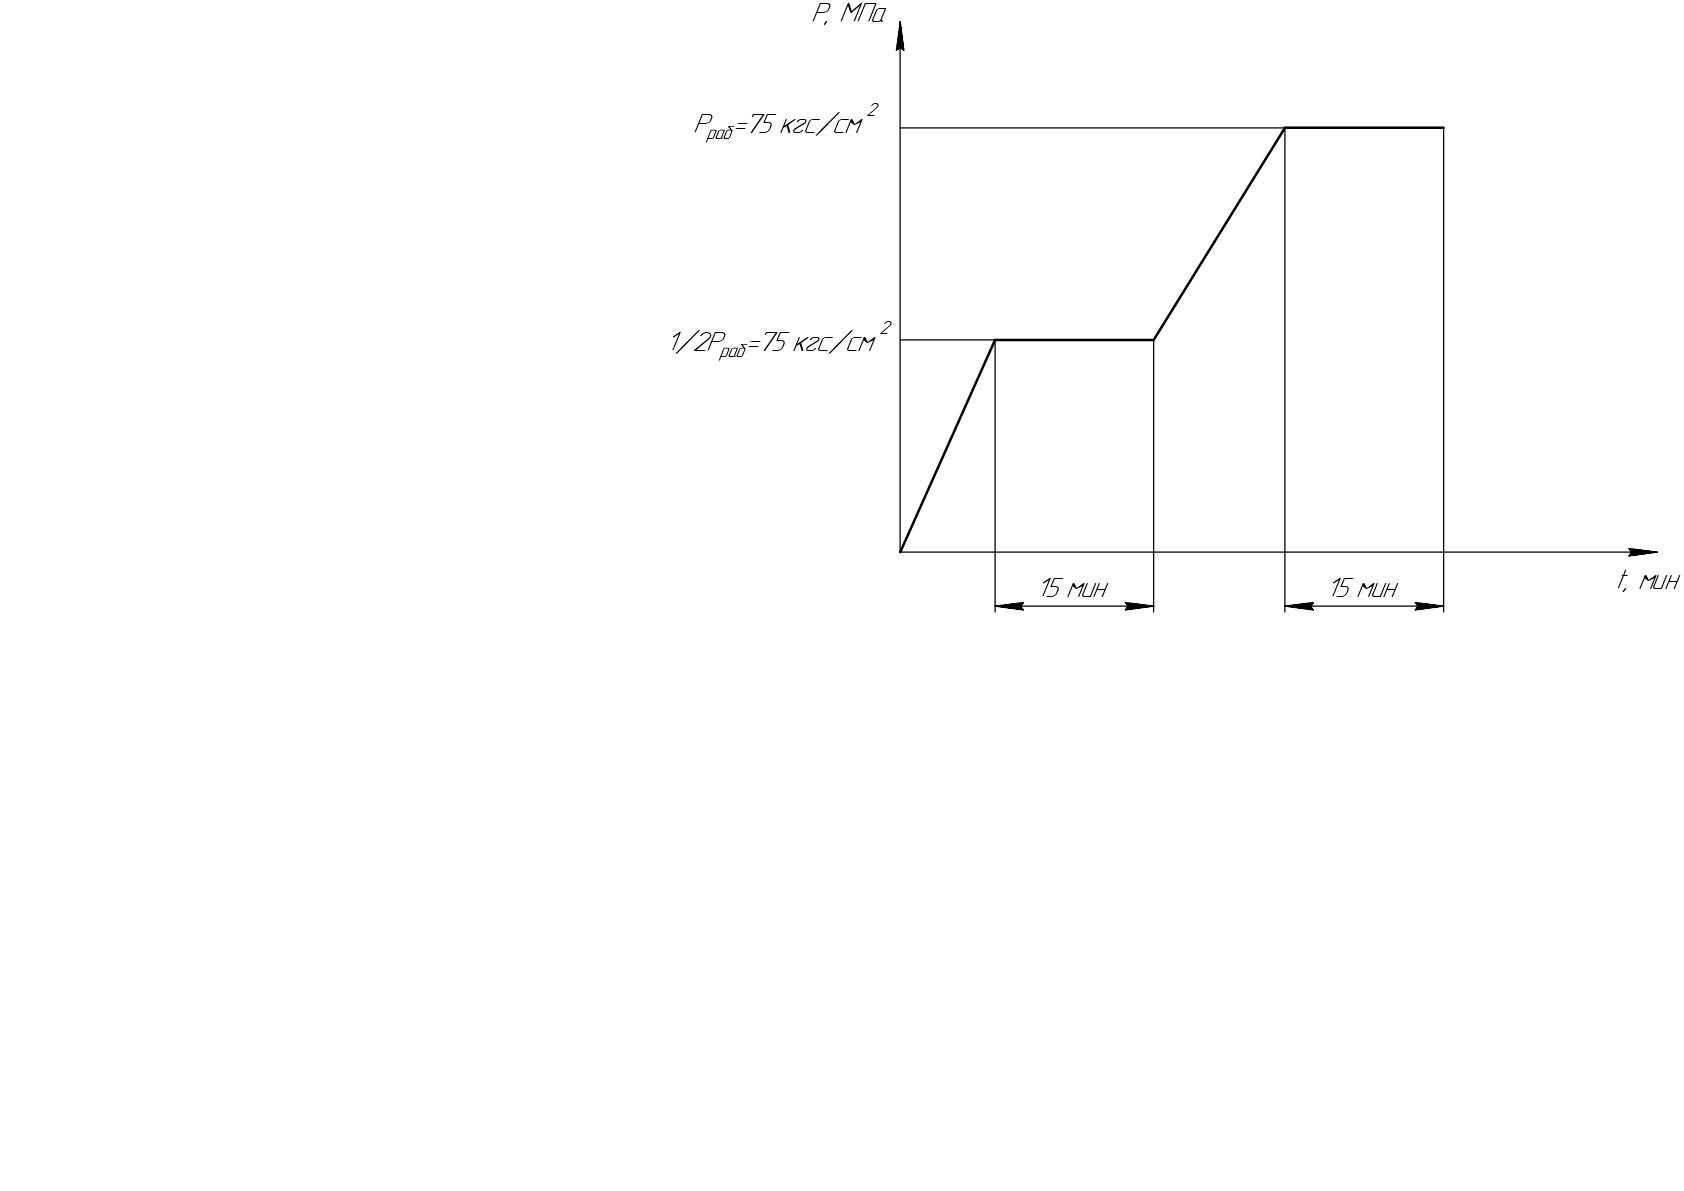 P, МПа
Pраб=75 кгс/см²
1/2Pраб=75 кгс/см²
15 мин
15 мин
t, мин